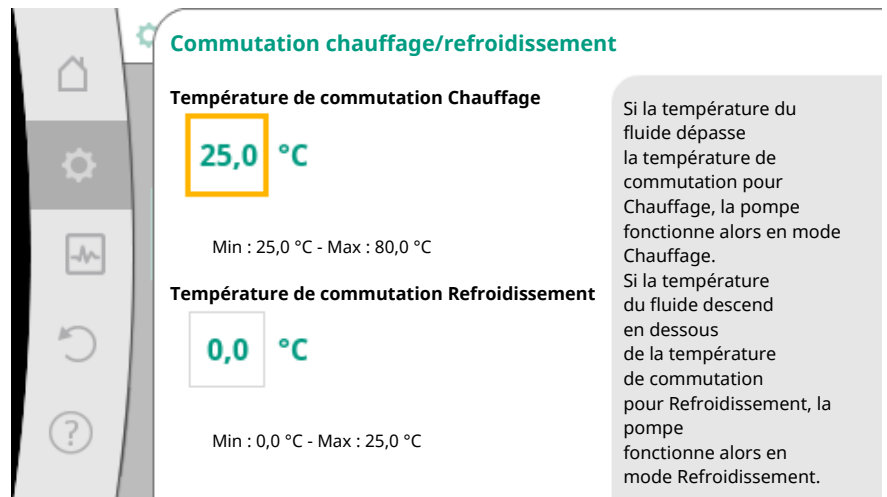 Commutation chauffage/refroidissement
Température de commutation Chauffage
25,0 °C
Min : 25,0 °C - Max : 80,0 °C
Température de commutation Refroidissement
0,0 °C
Min : 0,0 °C - Max : 25,0 °C
Si la température du
fluide dépasse
la température de
commutation pour
Chauffage, la pompe
fonctionne alors en mode
Chauffage.
Si la température
du fluide descend
en dessous
de la température
de commutation
pour Refroidissement, la
pompe
fonctionne alors en
mode Refroidissement.
?